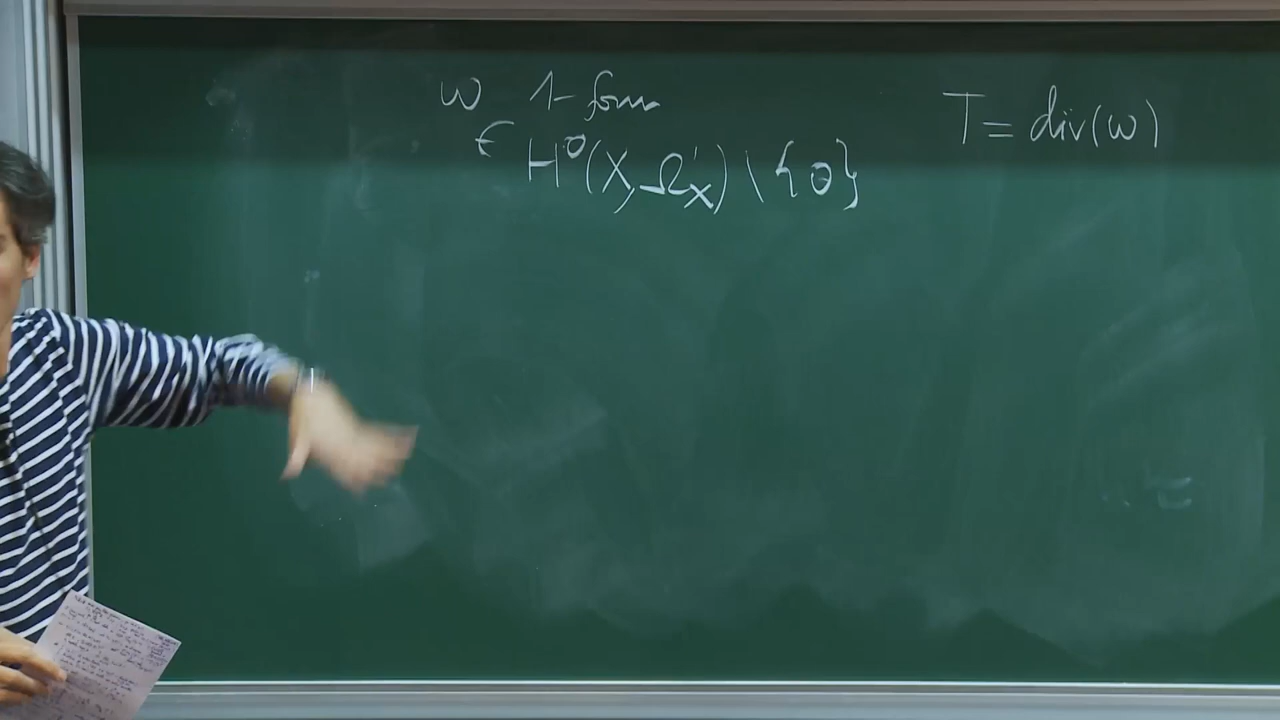 ω 1-form
∈ H⁰(X, Ω¹_X) \ {0}
T = div(ω)